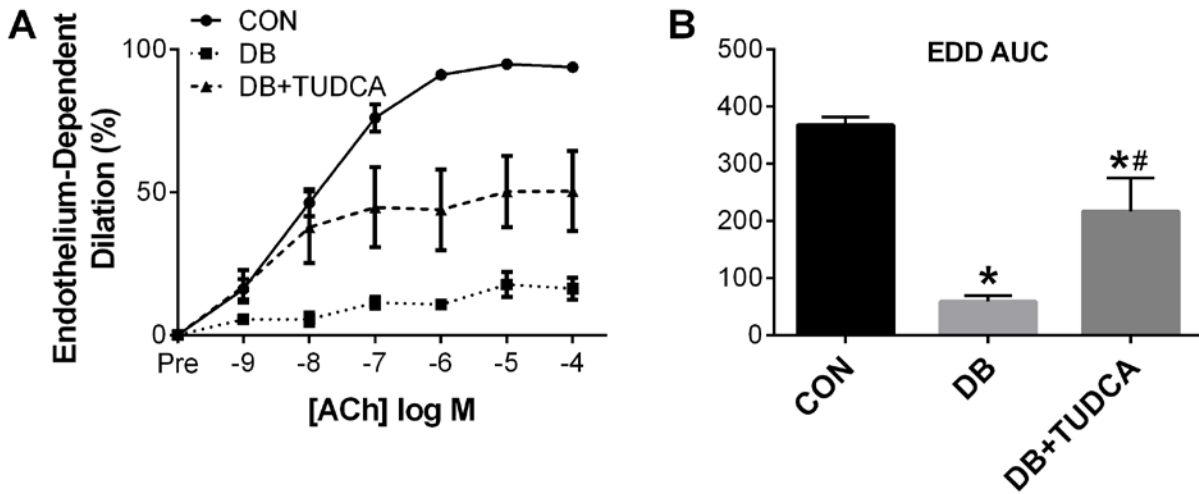 A
CON
DB
DB+TUDCA
Endothelium-Dependent
Dilation (%)
100
50
0
Pre -9 -8 -7 -6 -5 -4
[ACh] log M
B
EDD AUC
500
400
300
200
100
0
*
*#
CON
DB
DB+TUDCA